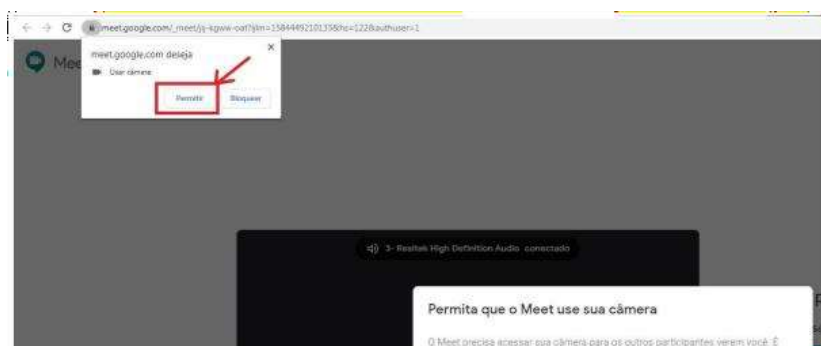 meet.google.com deseja
Usar câmera
Permitir
Bloquear
Mee
3- Realtek High Definition Audio conectado
Permita que o Meet use sua câmera
O Meet precisa acessar sua câmera para os outros participantes verem você. É